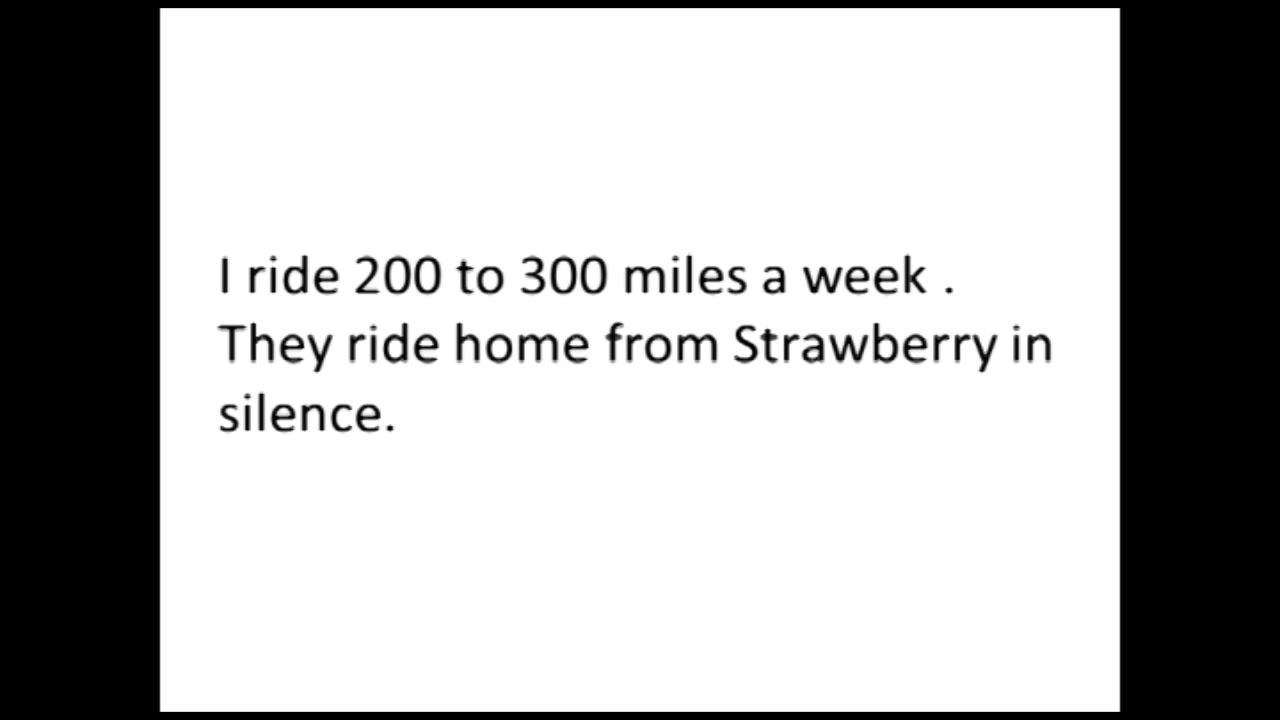 I ride 200 to 300 miles a week .
They ride home from Strawberry in
silence.